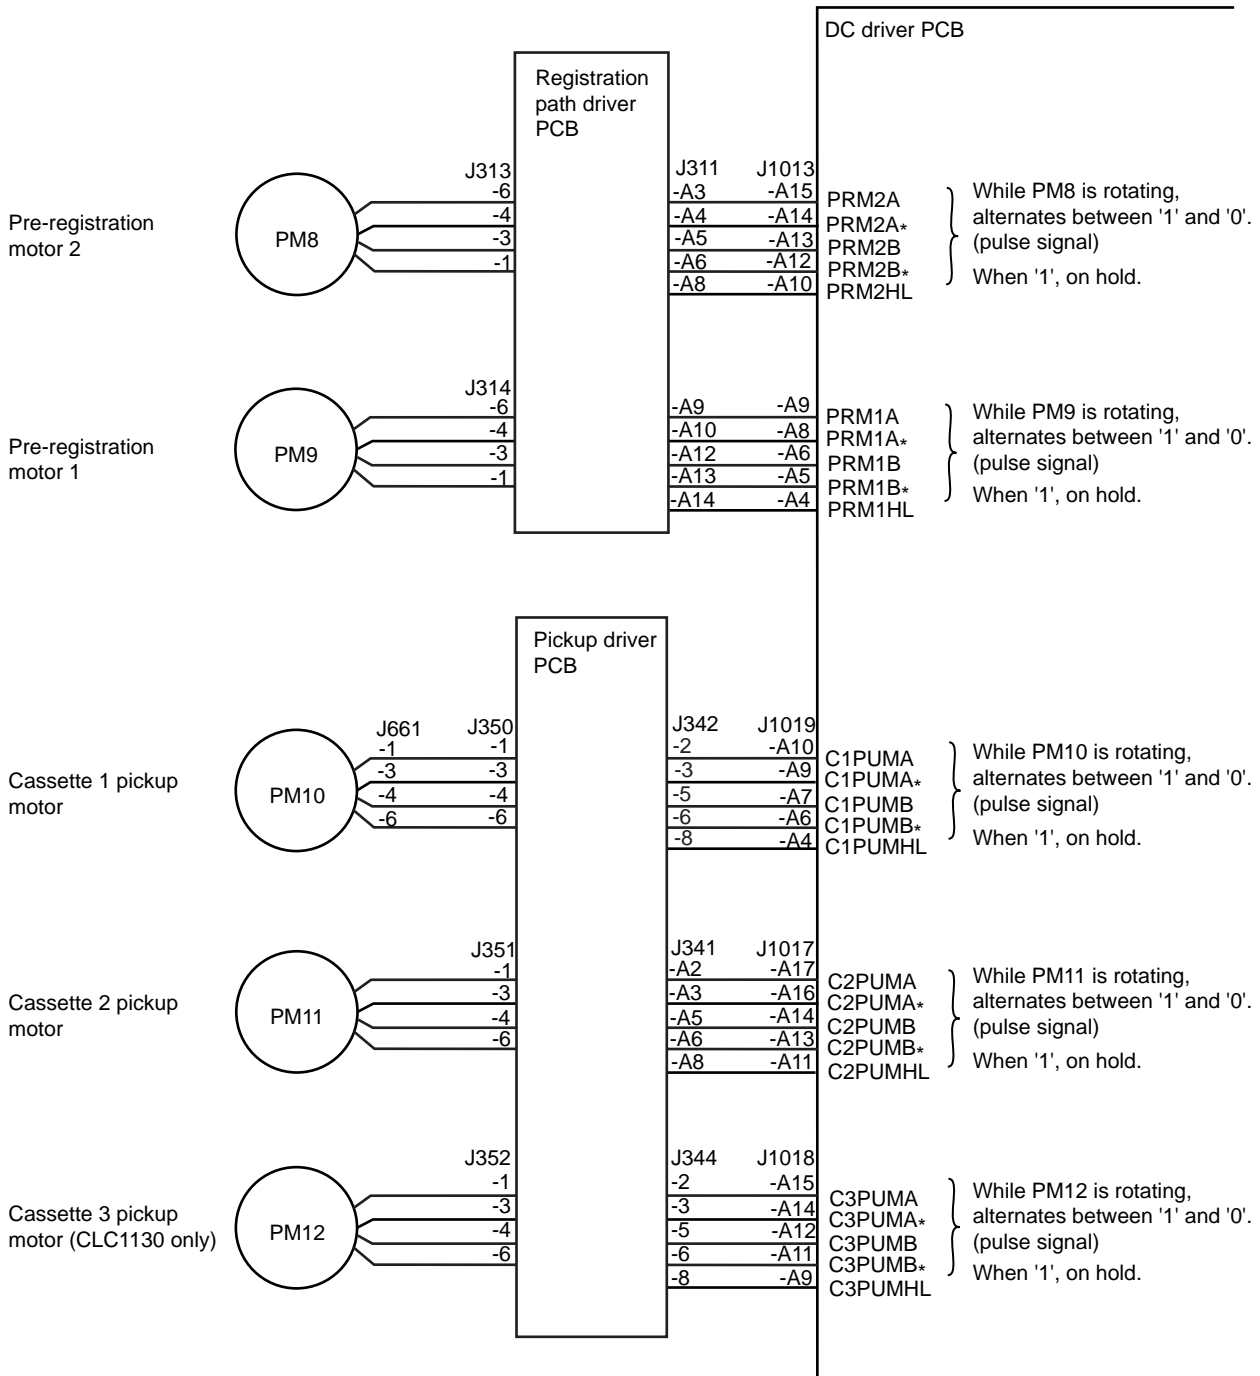 DC driver PCB
Registration
path driver
PCB
Pre-registration
motor 2
PM8
J313
-6
-4
-3
-1
J311
-A3
-A4
-A5
-A6
-A8
J1013
-A15
-A14
-A13
-A12
-A10
PRM2A
PRM2A*
PRM2B
PRM2B*
PRM2HL
While PM8 is rotating,
alternates between '1' and '0'.
(pulse signal)
When '1', on hold.
Pre-registration
motor 1
PM9
J314
-6
-4
-3
-1
-A9
-A10
-A12
-A13
-A14
-A9
-A8
-A6
-A5
-A4
PRM1A
PRM1A*
PRM1B
PRM1B*
PRM1HL
While PM9 is rotating,
alternates between '1' and '0'.
(pulse signal)
When '1', on hold.
Pickup driver
PCB
Cassette 1 pickup
motor
PM10
J661
-1
-3
-4
-6
J350
-1
-3
-4
-6
J342
-2
-3
-5
-6
-8
J1019
-A10
-A9
-A7
-A6
-A4
C1PUMA
C1PUMA*
C1PUMB
C1PUMB*
C1PUMHL
While PM10 is rotating,
alternates between '1' and '0'.
(pulse signal)
When '1', on hold.
Cassette 2 pickup
motor
PM11
J351
-1
-3
-4
-6
J341
-A2
-A3
-A5
-A6
-A8
J1017
-A17
-A16
-A14
-A13
-A11
C2PUMA
C2PUMA*
C2PUMB
C2PUMB*
C2PUMHL
While PM11 is rotating,
alternates between '1' and '0'.
(pulse signal)
When '1', on hold.
Cassette 3 pickup
motor (CLC1130 only)
PM12
J352
-1
-3
-4
-6
J344
-2
-3
-5
-6
-8
J1018
-A15
-A14
-A12
-A11
-A9
C3PUMA
C3PUMA*
C3PUMB
C3PUMB*
C3PUMHL
While PM12 is rotating,
alternates between '1' and '0'.
(pulse signal)
When '1', on hold.